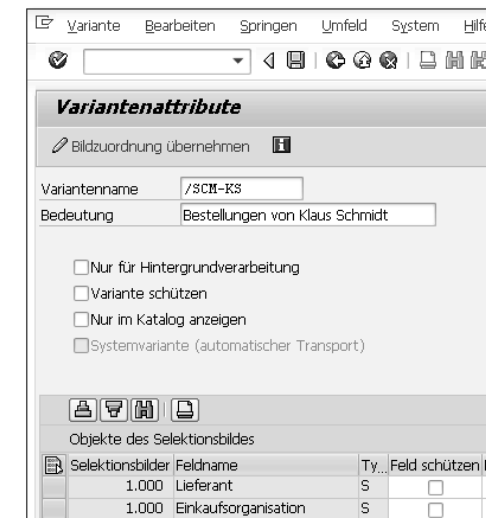 Variante Bearbeiten Springen Umfeld System Hilfe
Variantenattribute
Bildzuordnung übernehmen
Variantenname /SCM-KS
Bedeutung Bestellungen von Klaus Schmidt
Nur für Hintergrundverarbeitung
Variante schützen
Nur im Katalog anzeigen
Systemvariante (automatischer Transport)
Objekte des Selektionsbildes
Selektionsbilder Feldname Ty... Feld schützen
1.000 Lieferant S
1.000 Einkaufsorganisation S